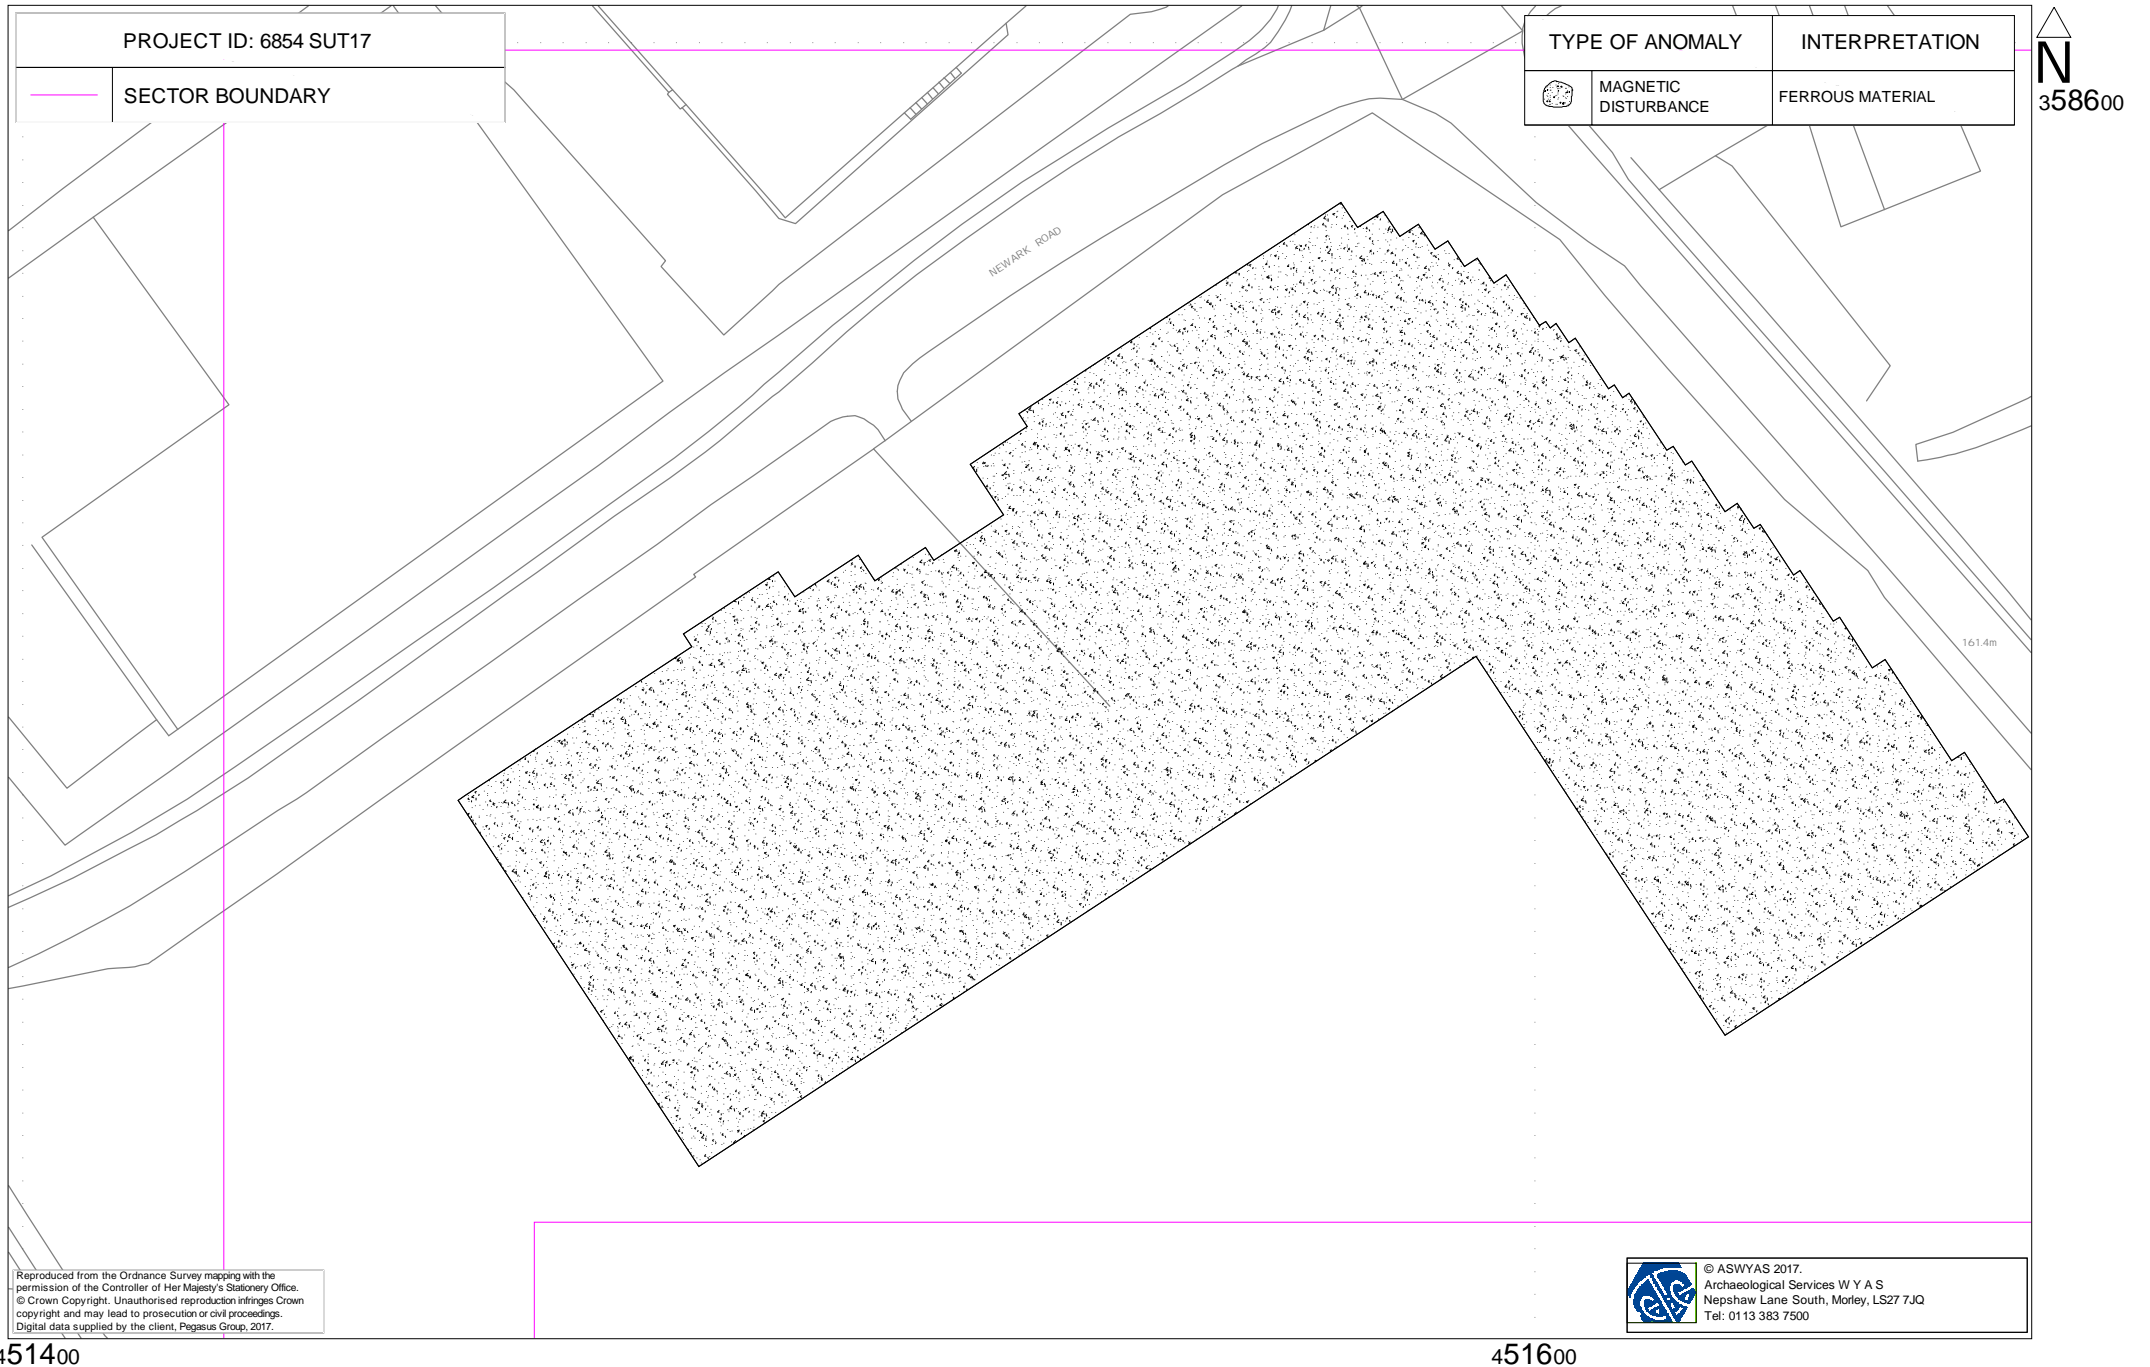 PROJECT ID: 6854 SUT17
SECTOR BOUNDARY
TYPE OF ANOMALY
INTERPRETATION
MAGNETIC
DISTURBANCE
FERROUS MATERIAL
N
358600
NEWARK ROAD
161.4m
Reproduced from the Ordnance Survey mapping with the
permission of the Controller of Her Majesty's Stationery Office.
© Crown Copyright. Unauthorised reproduction infringes Crown
copyright and may lead to prosecution or civil proceedings.
Digital data supplied by the client, Pegasus Group, 2017.
© ASWYAS 2017.
Archaeological Services W Y A S
Nepshaw Lane South, Morley, LS27 7JQ
Tel: 0113 383 7500
451400
451600